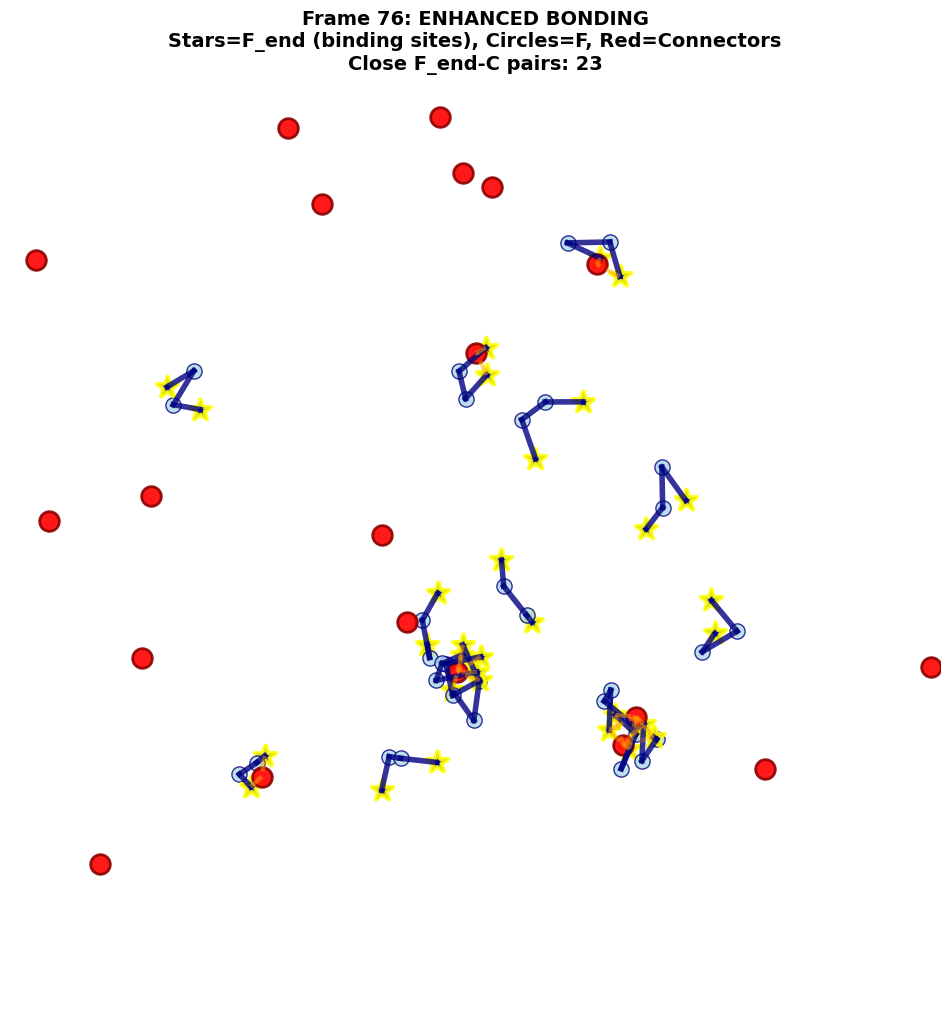 Frame 76: ENHANCED BONDING
Stars=F_end (binding sites), Circles=F, Red=Connectors
Close F_end-C pairs: 23